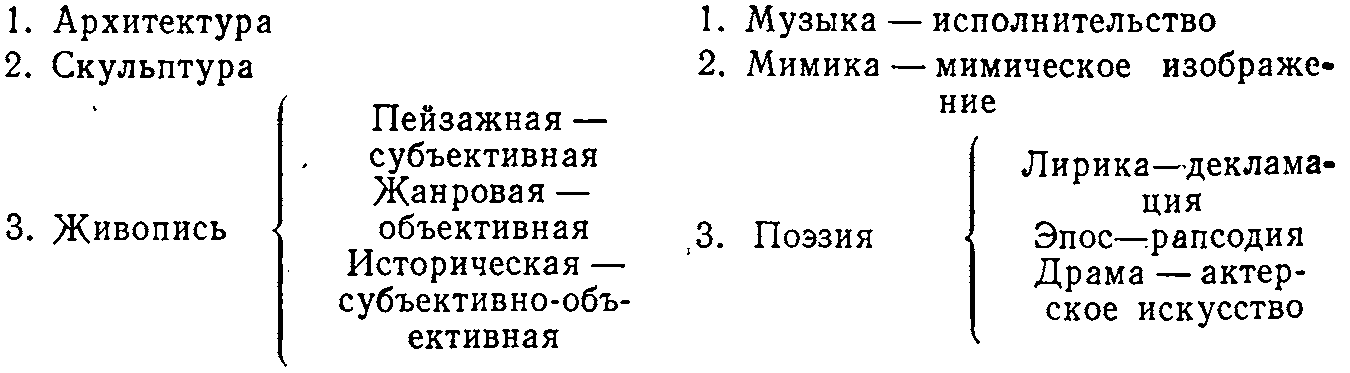 1. Архитектура
2. Скульптура
3. Живопись
Пейзажная —
субъективная
Жанровая —
объективная
Историческая —
субъективно-объ-
ективная
1. Музыка — исполнительство
2. Мимика — мимическое изображе-
ние
3. Поэзия
Лирика—деклама-
ция
Эпос—рапсодия
Драма — актер-
ское искусство